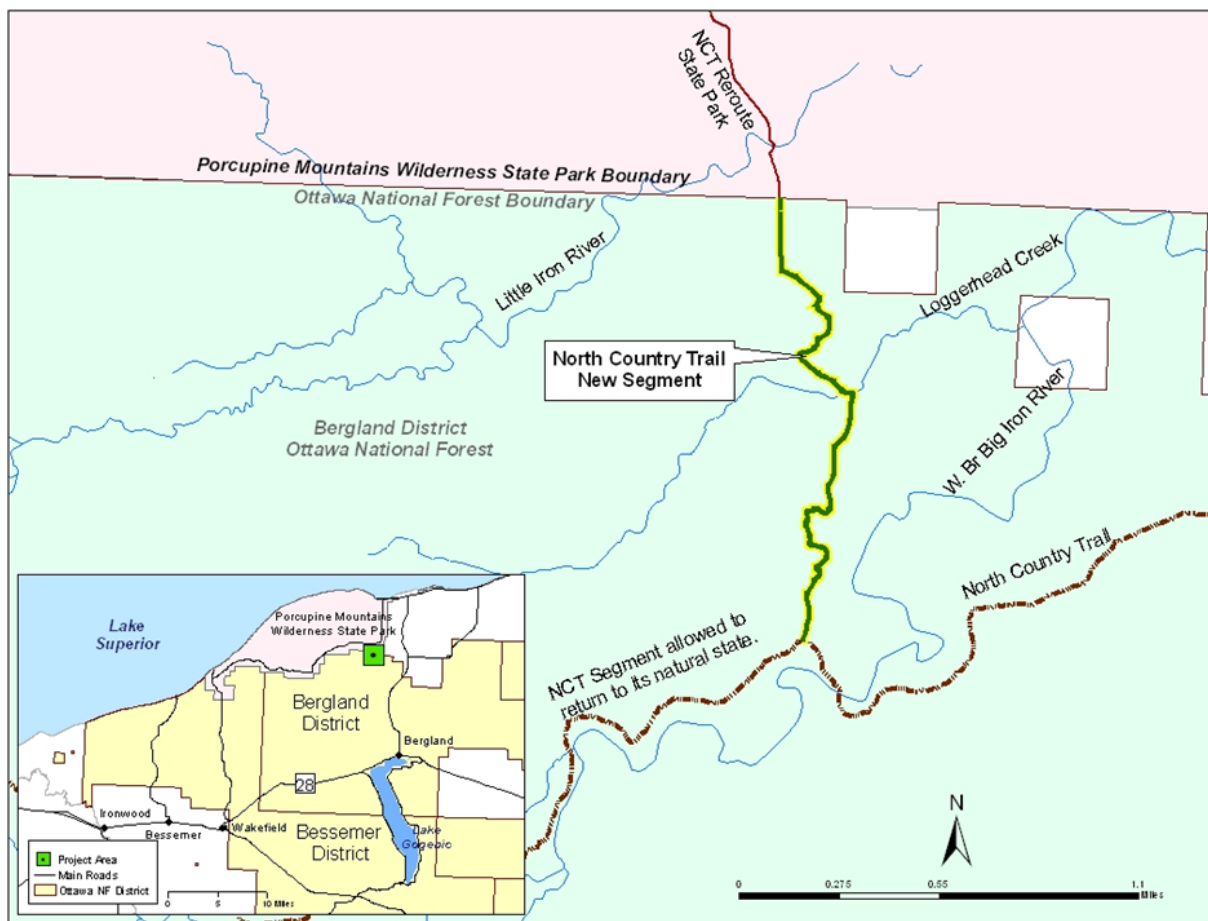 NCT Reroute
State Park
Porcupine Mountains Wilderness State Park Boundary
Ottawa National Forest Boundary
Little Iron River
Loggerhead Creek
North Country Trail
New Segment
W. Br Big Iron River
Bergland District
Ottawa National Forest
North Country Trail
NCT Segment allowed to
return to its natural state.
Lake
Superior
Porcupine Mountains
Wilderness State Park
Bergland
District
Bergland
28
Ironwood
Bessemer
Wakefield
Bessemer
District
Lake
Gogebic
Project Area
Main Roads
Ottawa NF District
0 5 10 Miles
N
0 0.275 0.55 1.1
Miles